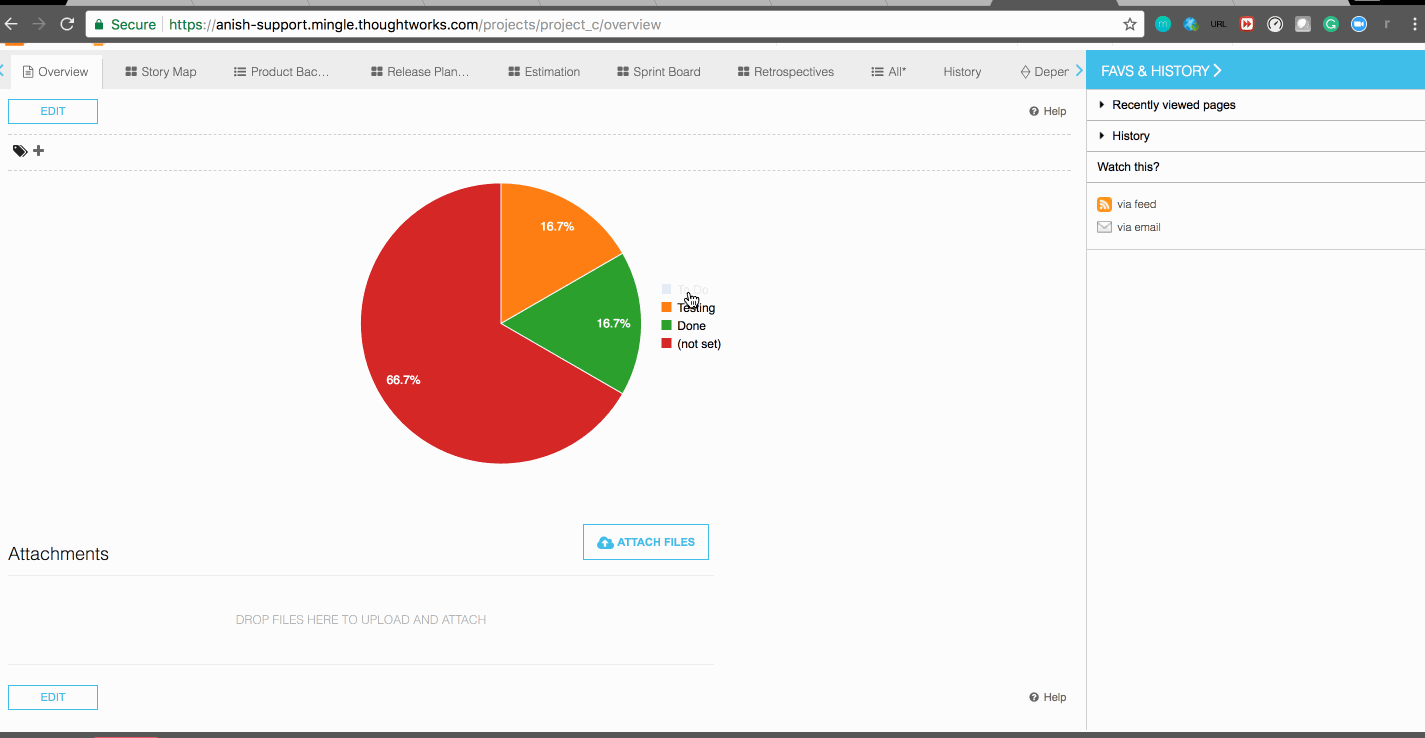 Secure https://anish-support.mingle.thoughtworks.com/projects/project_c/overview URL r
Overview Story Map Product Bac... Release Plan... Estimation Sprint Board Retrospectives All* History Deper
FAVS & HISTORY
EDIT Help
Recently viewed pages
History
Watch this?
via feed
via email
16.7%
16.7%
66.7%
Testing
Done
(not set)
ATTACH FILES
Attachments
DROP FILES HERE TO UPLOAD AND ATTACH
EDIT Help